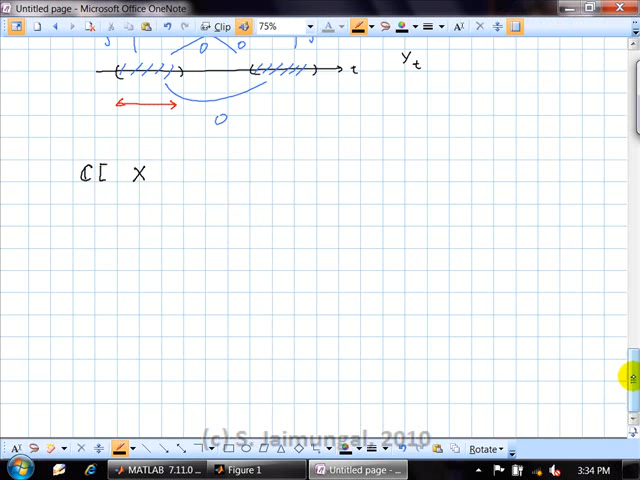 Untitled page - Microsoft Office OneNote
Clip
75%
0 0
t
Y t
0
ℂ[ X
(c) S. Jaimungal, 2010
Rotate
MATLAB 7.11.0 ...
Figure 1
Untitled page - Micr...
3:34 PM